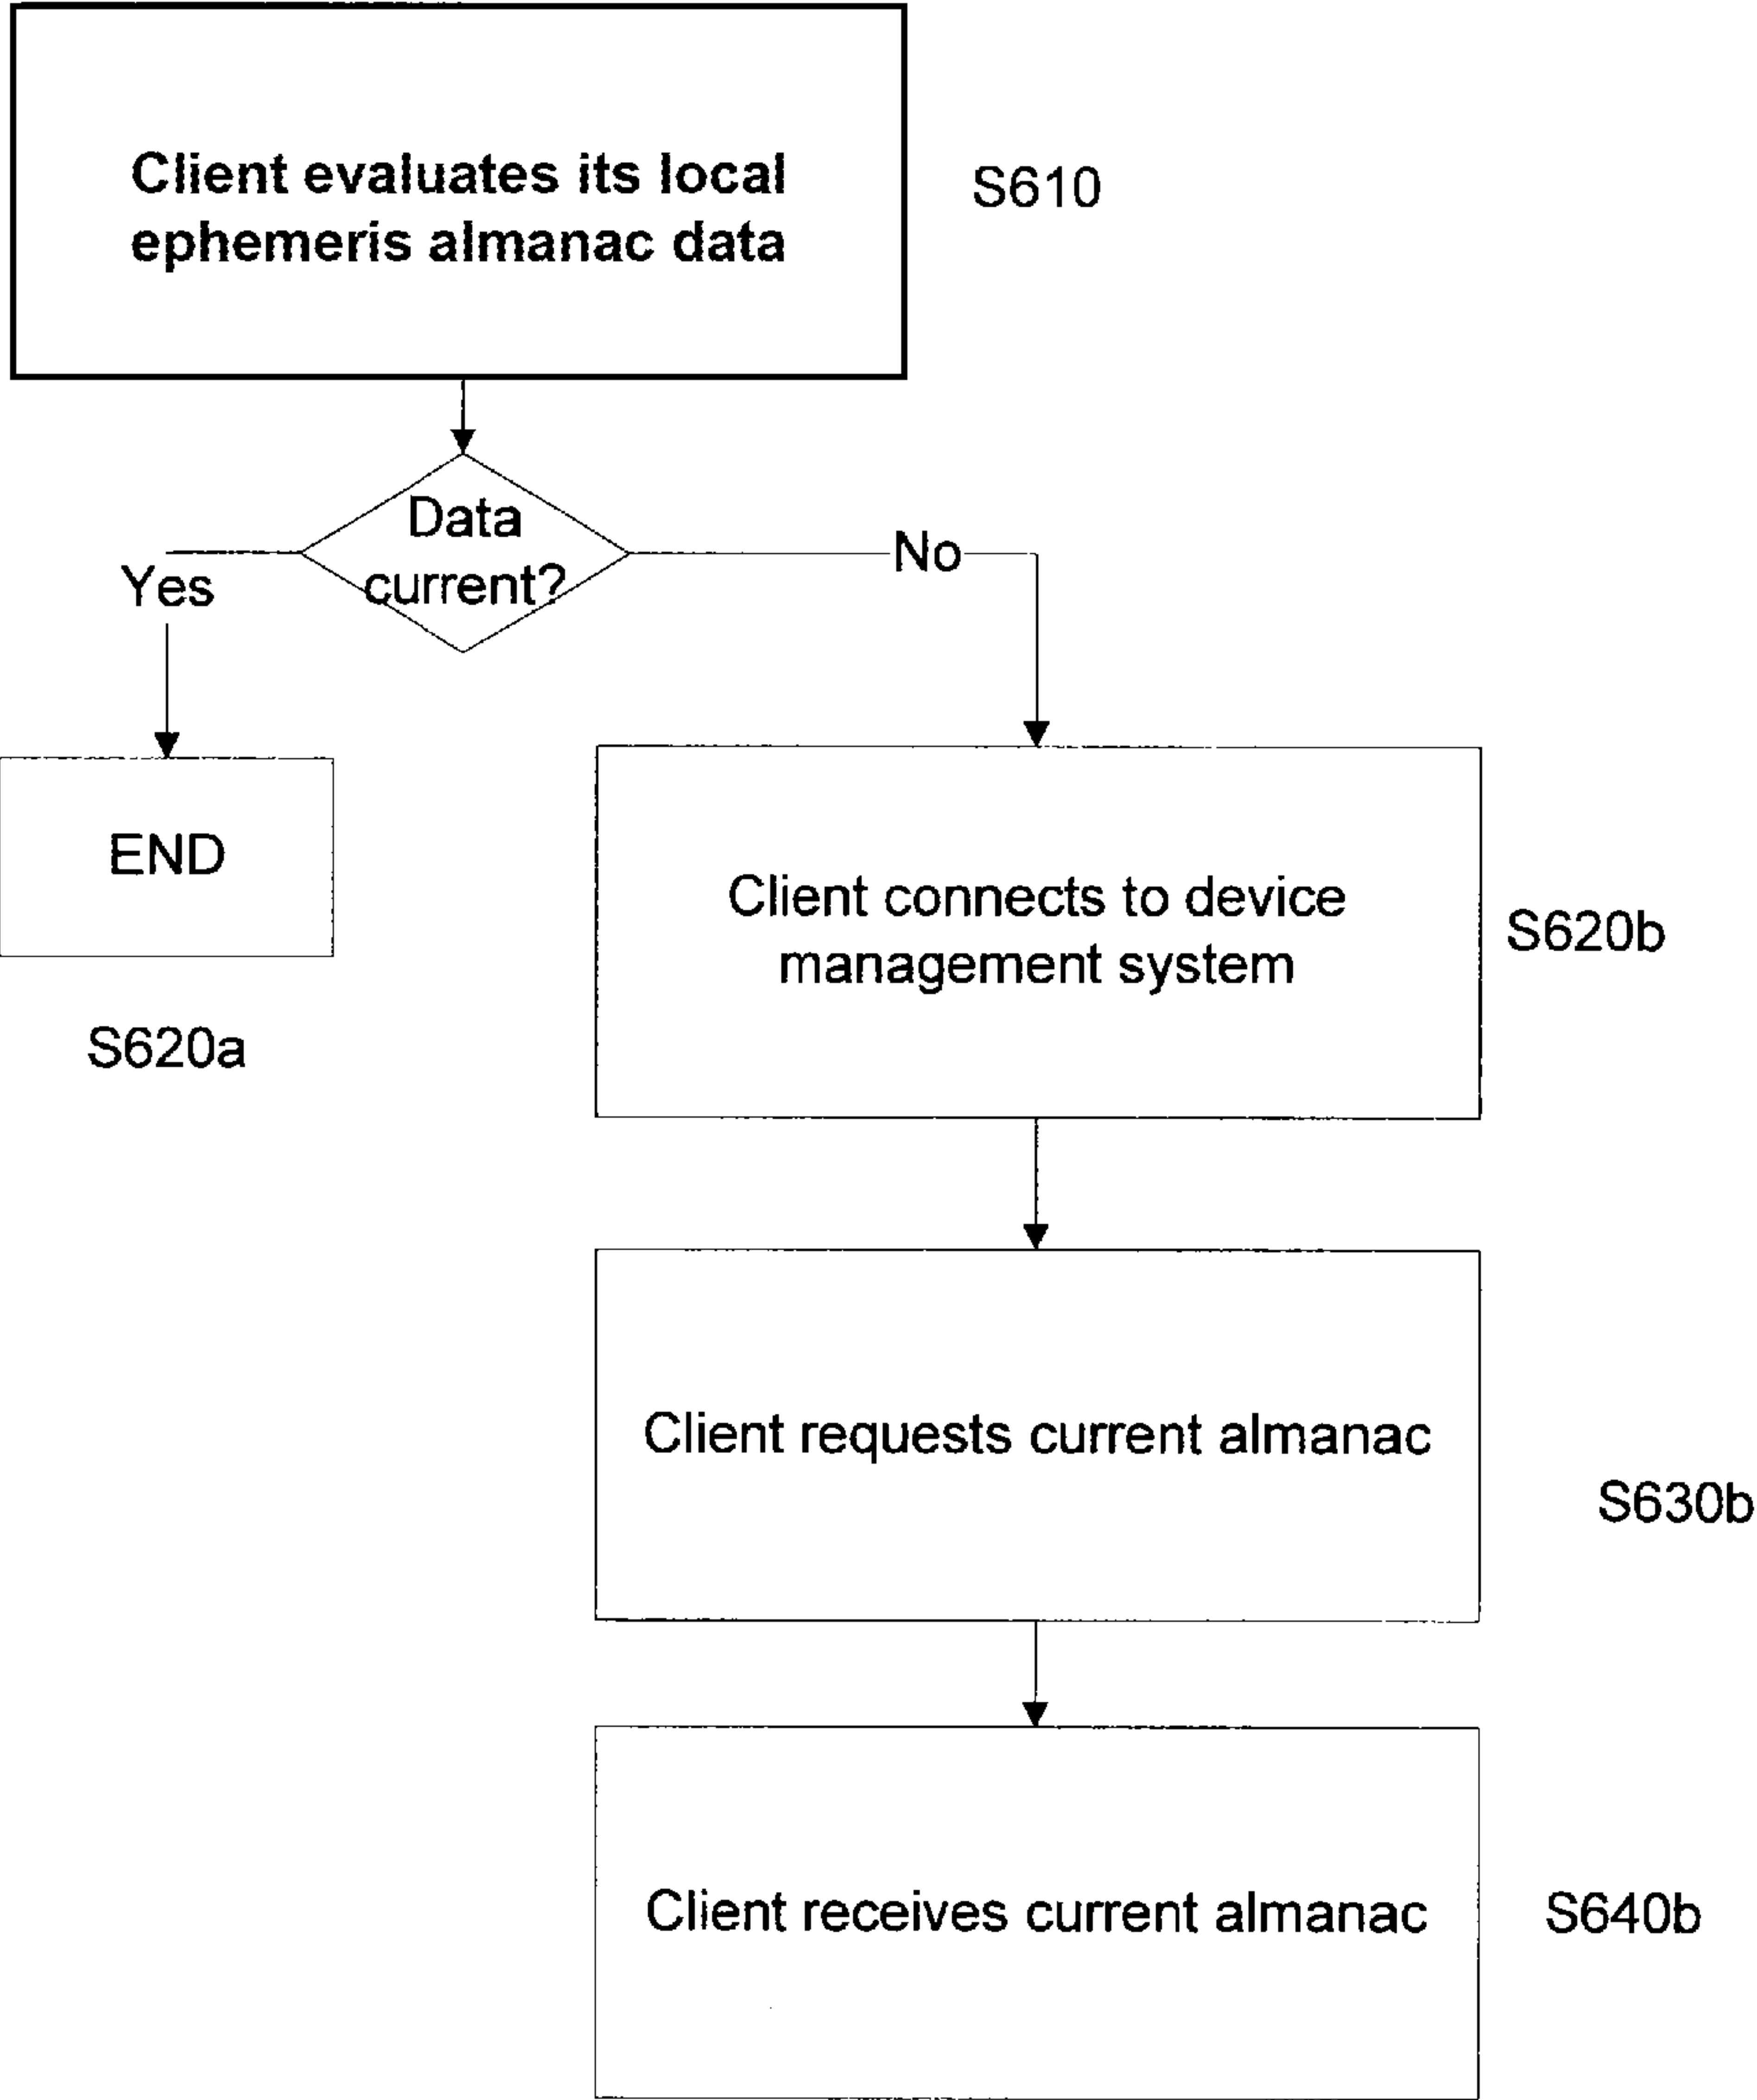 Client evaluates its local
ephemeris almanac data
S610
Data
current?
Yes
No
END
S620a
Client connects to device
management system
S620b
Client requests current almanac
S630b
Client receives current almanac
S640b